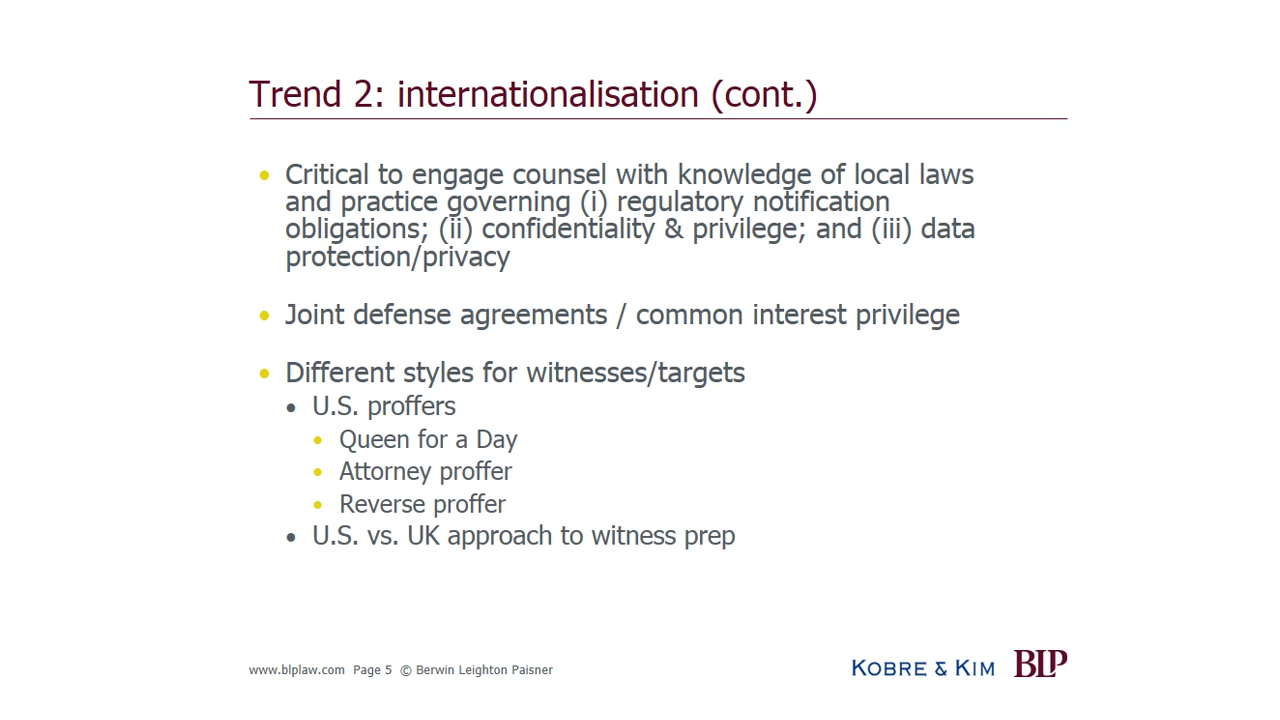 Trend 2: internationalisation (cont.)
• Critical to engage counsel with knowledge of local laws
and practice governing (i) regulatory notification
obligations; (ii) confidentiality & privilege; and (iii) data
protection/privacy
• Joint defense agreements / common interest privilege
• Different styles for witnesses/targets
• U.S. proffers
• Queen for a Day
• Attorney proffer
• Reverse proffer
• U.S. vs. UK approach to witness prep
www.blplaw.com Page 5 © Berwin Leighton Paisner
KOBRE & KIM
BLP